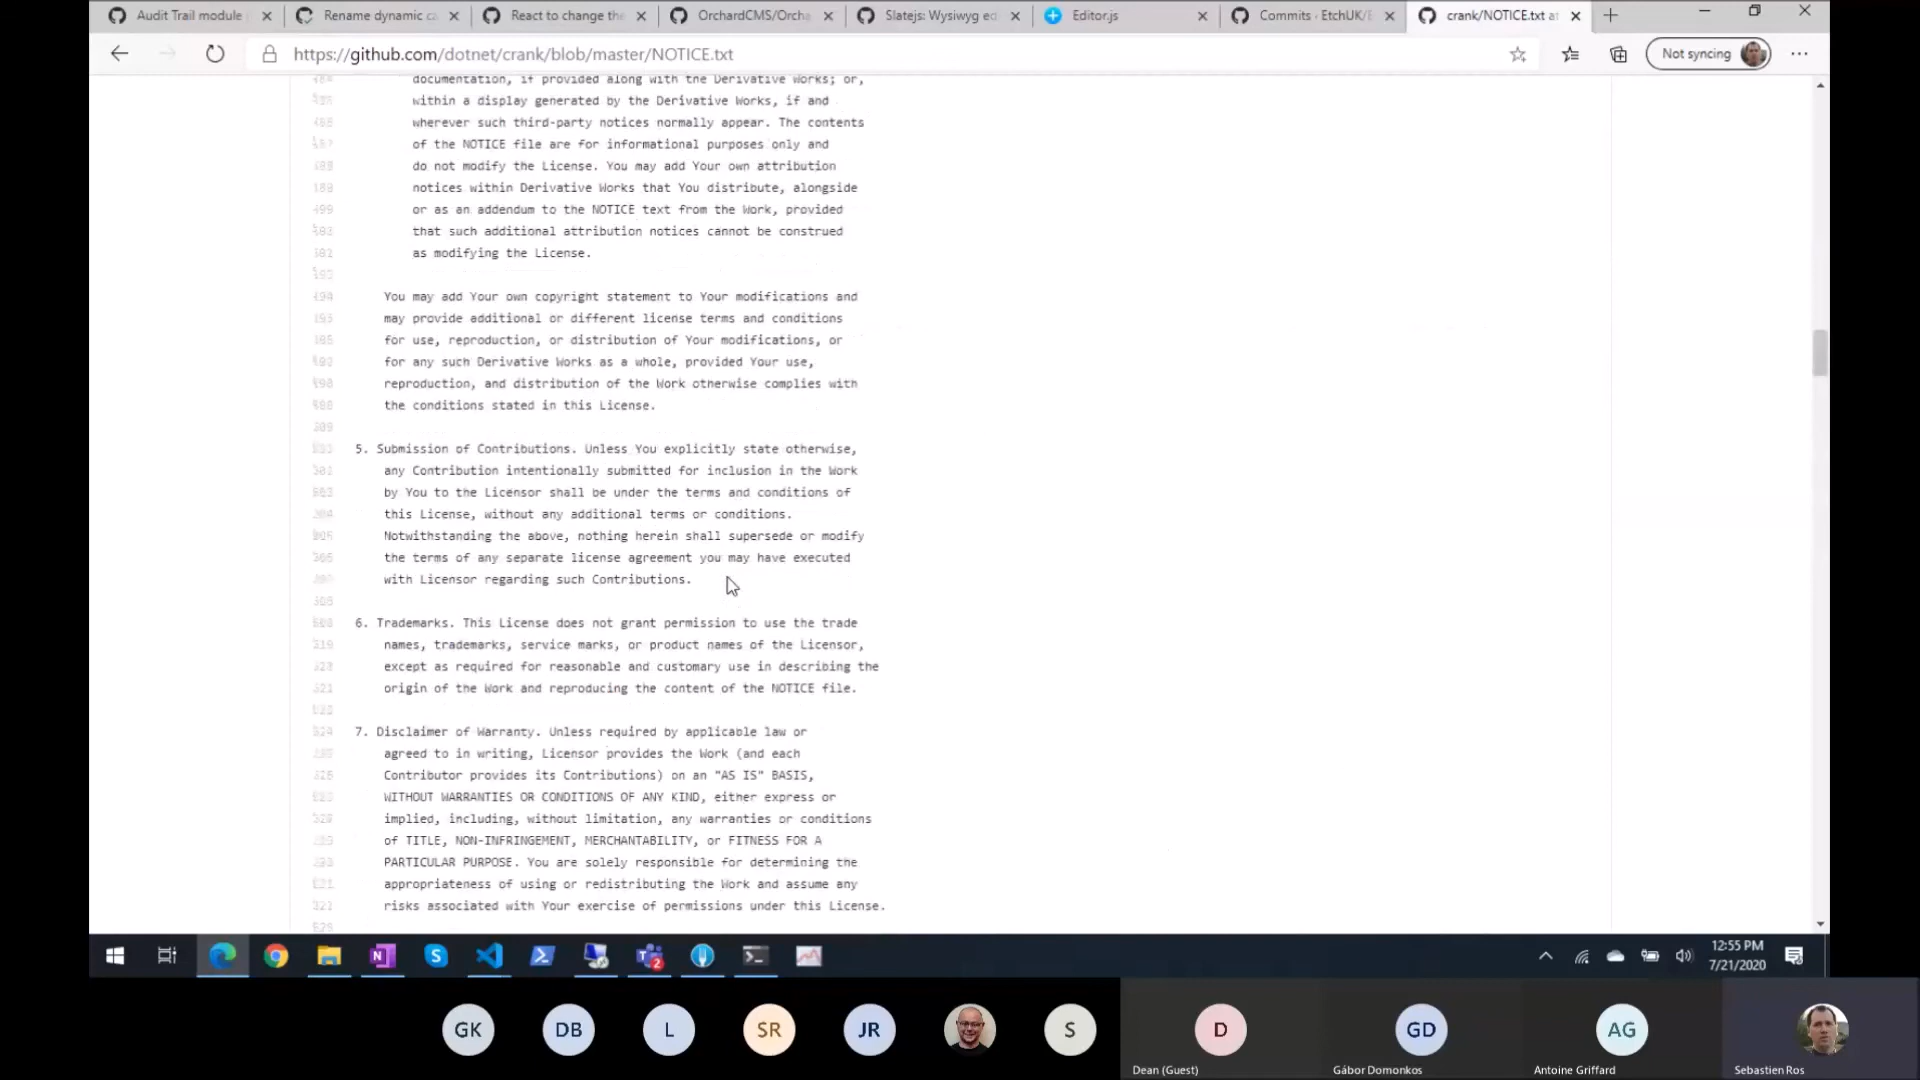 Audit Trail module
Rename dynamic ca
React to change the
OrchardCMS/Orcha
Slatejs: Wysiwyg ed
Editor.js
Commits · EtchUK/E
crank/NOTICE.txt at
https://github.com/dotnet/crank/blob/master/NOTICE.txt
Not syncing
documentation, if provided along with the Derivative Works; or,
within a display generated by the Derivative Works, if and
wherever such third-party notices normally appear. The contents
of the NOTICE file are for informational purposes only and
do not modify the License. You may add Your own attribution
notices within Derivative Works that You distribute, alongside
or as an addendum to the NOTICE text from the Work, provided
that such additional attribution notices cannot be construed
as modifying the License.
You may add Your own copyright statement to Your modifications and
may provide additional or different license terms and conditions
for use, reproduction, or distribution of Your modifications, or
for any such Derivative Works as a whole, provided Your use,
reproduction, and distribution of the Work otherwise complies with
the conditions stated in this License.
5. Submission of Contributions. Unless You explicitly state otherwise,
any Contribution intentionally submitted for inclusion in the Work
by You to the Licensor shall be under the terms and conditions of
this License, without any additional terms or conditions.
Notwithstanding the above, nothing herein shall supersede or modify
the terms of any separate license agreement you may have executed
with Licensor regarding such Contributions.
6. Trademarks. This License does not grant permission to use the trade
names, trademarks, service marks, or product names of the Licensor,
except as required for reasonable and customary use in describing the
origin of the Work and reproducing the content of the NOTICE file.
7. Disclaimer of Warranty. Unless required by applicable law or
agreed to in writing, Licensor provides the Work (and each
Contributor provides its Contributions) on an "AS IS" BASIS,
WITHOUT WARRANTIES OR CONDITIONS OF ANY KIND, either express or
implied, including, without limitation, any warranties or conditions
of TITLE, NON-INFRINGEMENT, MERCHANTABILITY, or FITNESS FOR A
PARTICULAR PURPOSE. You are solely responsible for determining the
appropriateness of using or redistributing the Work and assume any
risks associated with Your exercise of permissions under this License.
12:55 PM
7/21/2020
GK
DB
L
SR
JR
S
D
GD
AG
Dean (Guest)
Gábor Domonkos
Antoine Griffard
Sebastien Ros